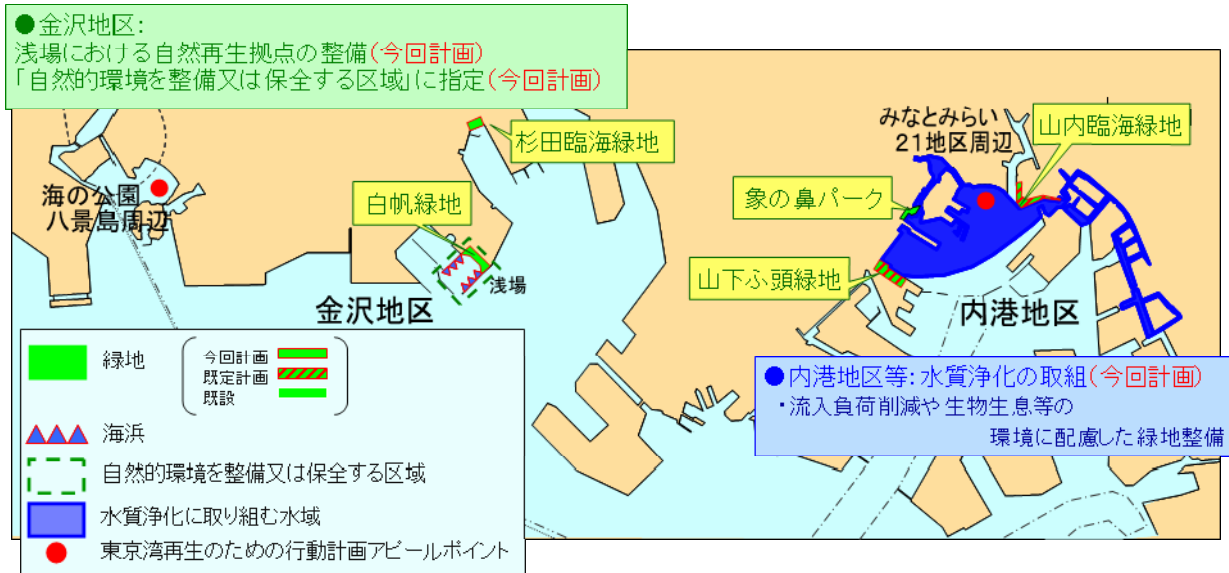 ●金沢地区:
浅場における自然再生拠点の整備(今回計画)
「自然的環境を整備又は保全する区域」に指定(今回計画)
杉田臨海緑地
みなとみらい
21地区周辺
山内臨海緑地
海の公園
八景島周辺
白帆緑地
象の鼻パーク
浅場
山下ふ頭緑地
金沢地区
内港地区
緑地
今回計画
既定計画
既設
海浜
自然的環境を整備又は保全する区域
水質浄化に取り組む水域
東京湾再生のための行動計画アピールポイント
●内港地区等:水質浄化の取組(今回計画)
・流入負荷削減や生物生息等の
環境に配慮した緑地整備